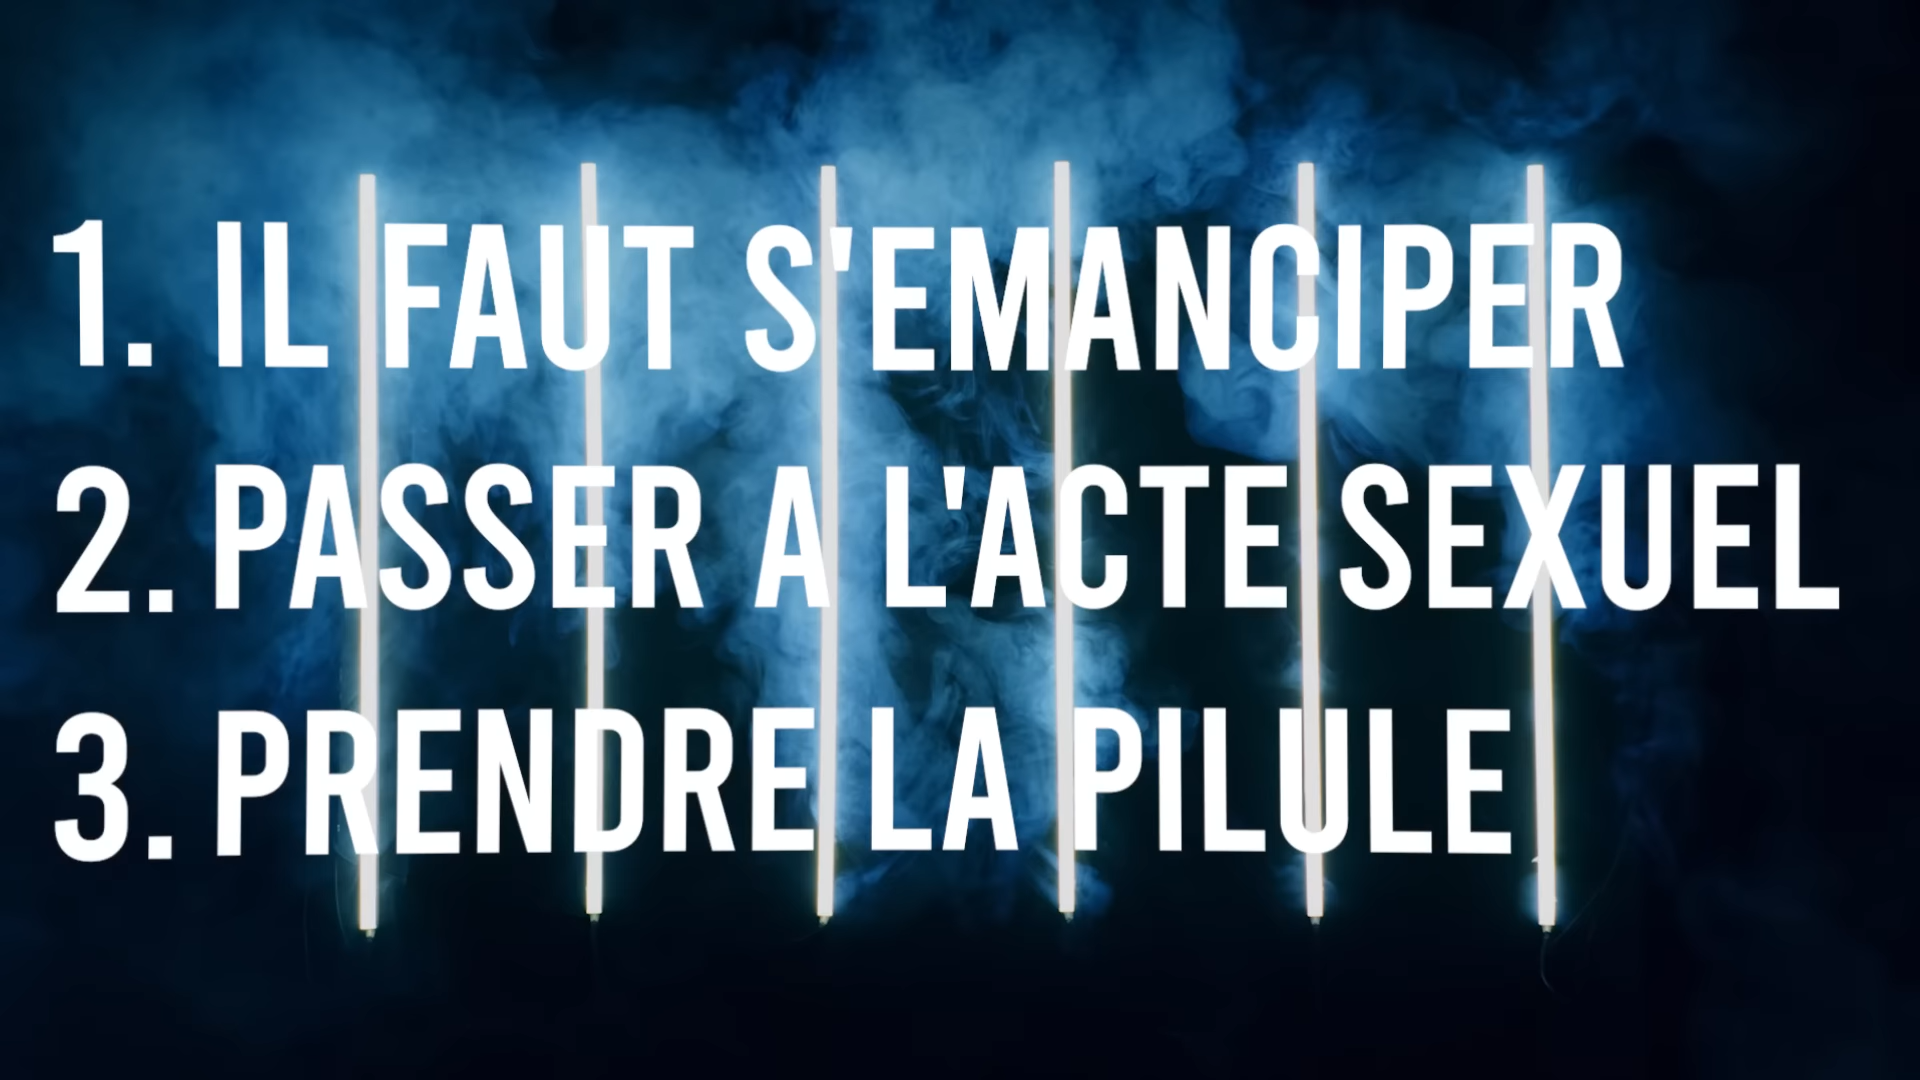 1. IL FAUT S'EMANCIPER
2. PASSER A L'ACTE SEXUEL
3. PRENDRE LA PILULE